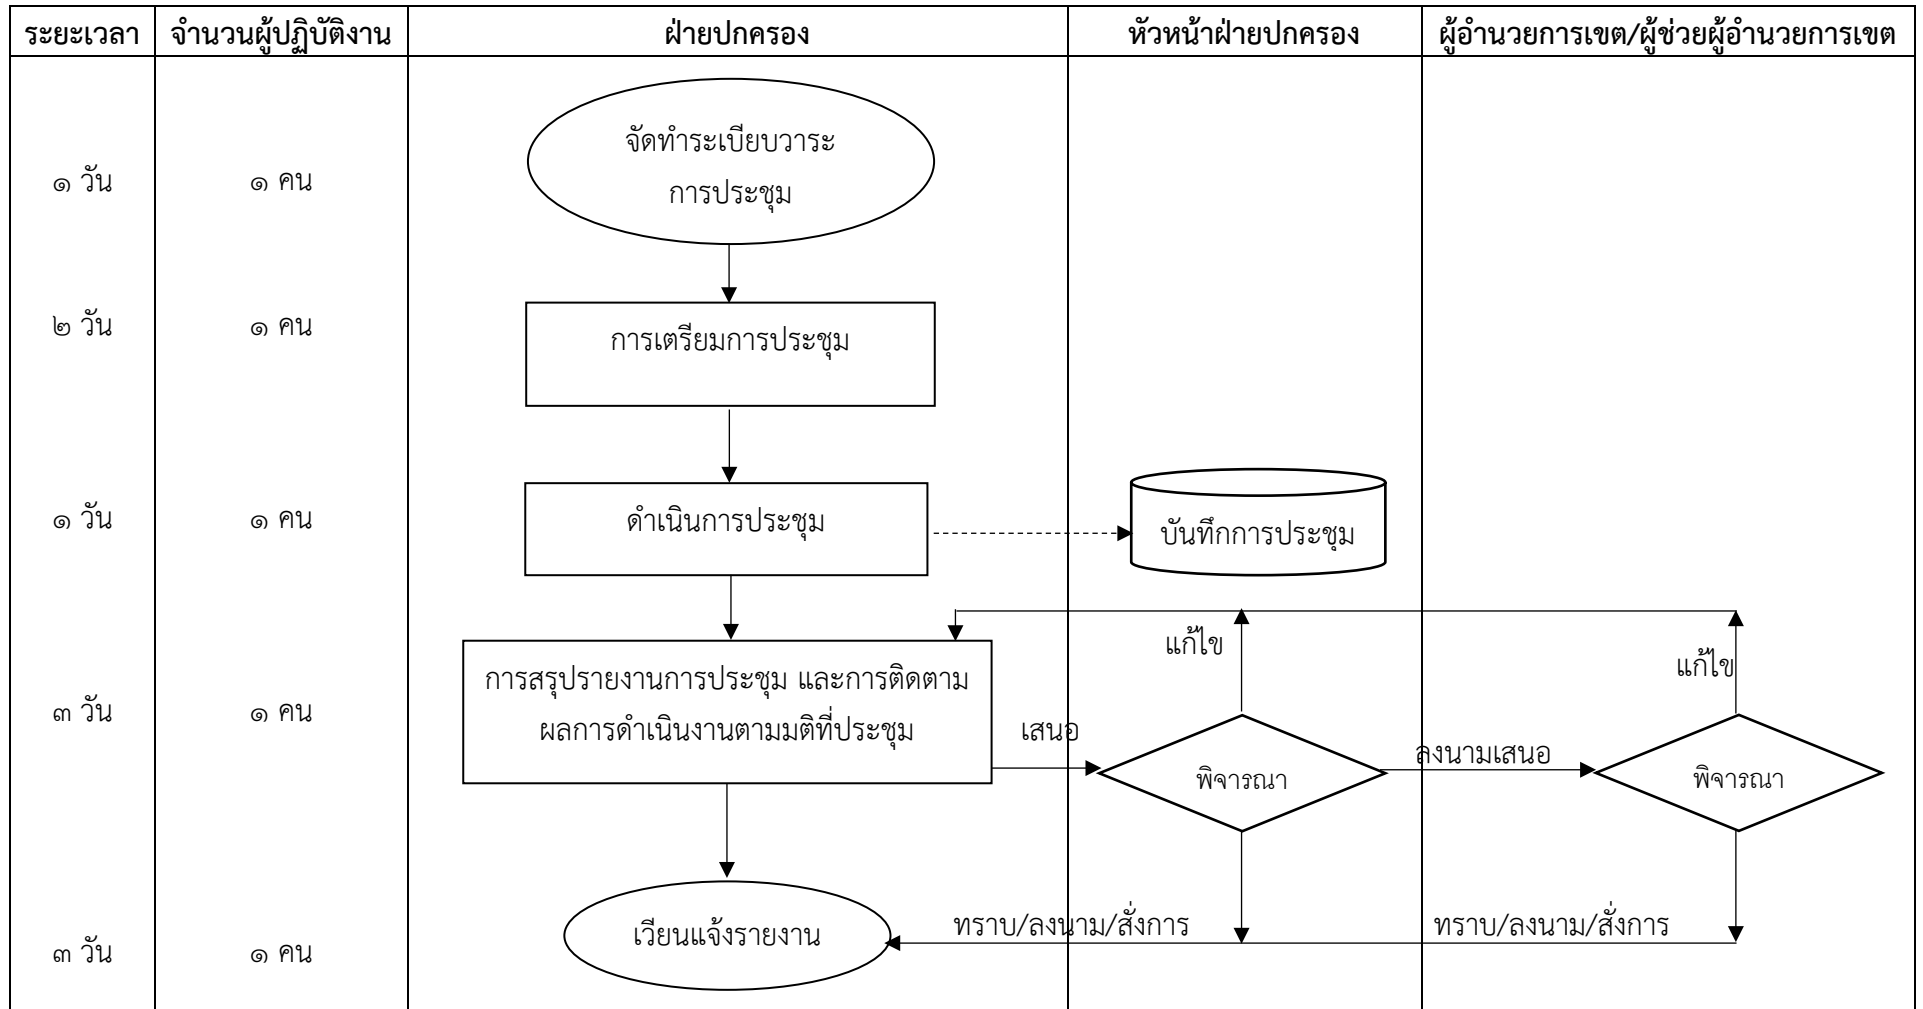 ระยะเวลา จำนวนผู้ปฏิบัติงาน ฝ่ายปกครอง หัวหน้าฝ่ายปกครอง ผู้อำนวยการเขต/ผู้ช่วยผู้อำนวยการเขต
จัดทำระเบียบวาระ
การประชุม
๑ วัน ๑ คน
๒ วัน ๑ คน
การเตรียมการประชุม
๑ วัน ๑ คน
ดำเนินการประชุม
บันทึกการประชุม
แก้ไข
แก้ไข
การสรุปรายงานการประชุม และการติดตาม
ผลการดำเนินงานตามมติที่ประชุม
๓ วัน ๑ คน
เสนอ
พิจารณา
ลงนามเสนอ
พิจารณา
ทราบ/ลงนาม/สั่งการ
ทราบ/ลงนาม/สั่งการ
เวียนแจ้งรายงาน
๓ วัน ๑ คน